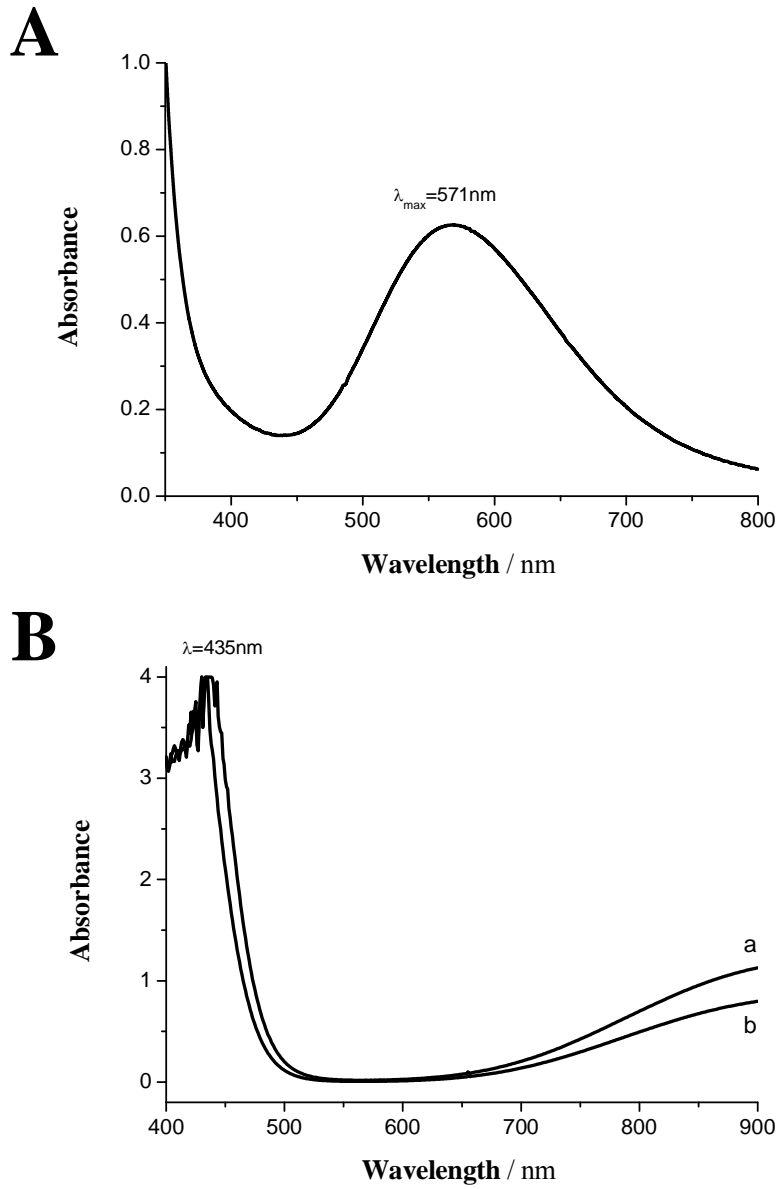 A
1.0
0.8
0.6
0.4
0.2
0.0
Absorbance
λmax=571nm
400 500 600 700 800
Wavelength / nm
B
λ=435nm
4
3
2
1
0
Absorbance
a
b
400 500 600 700 800 900
Wavelength / nm